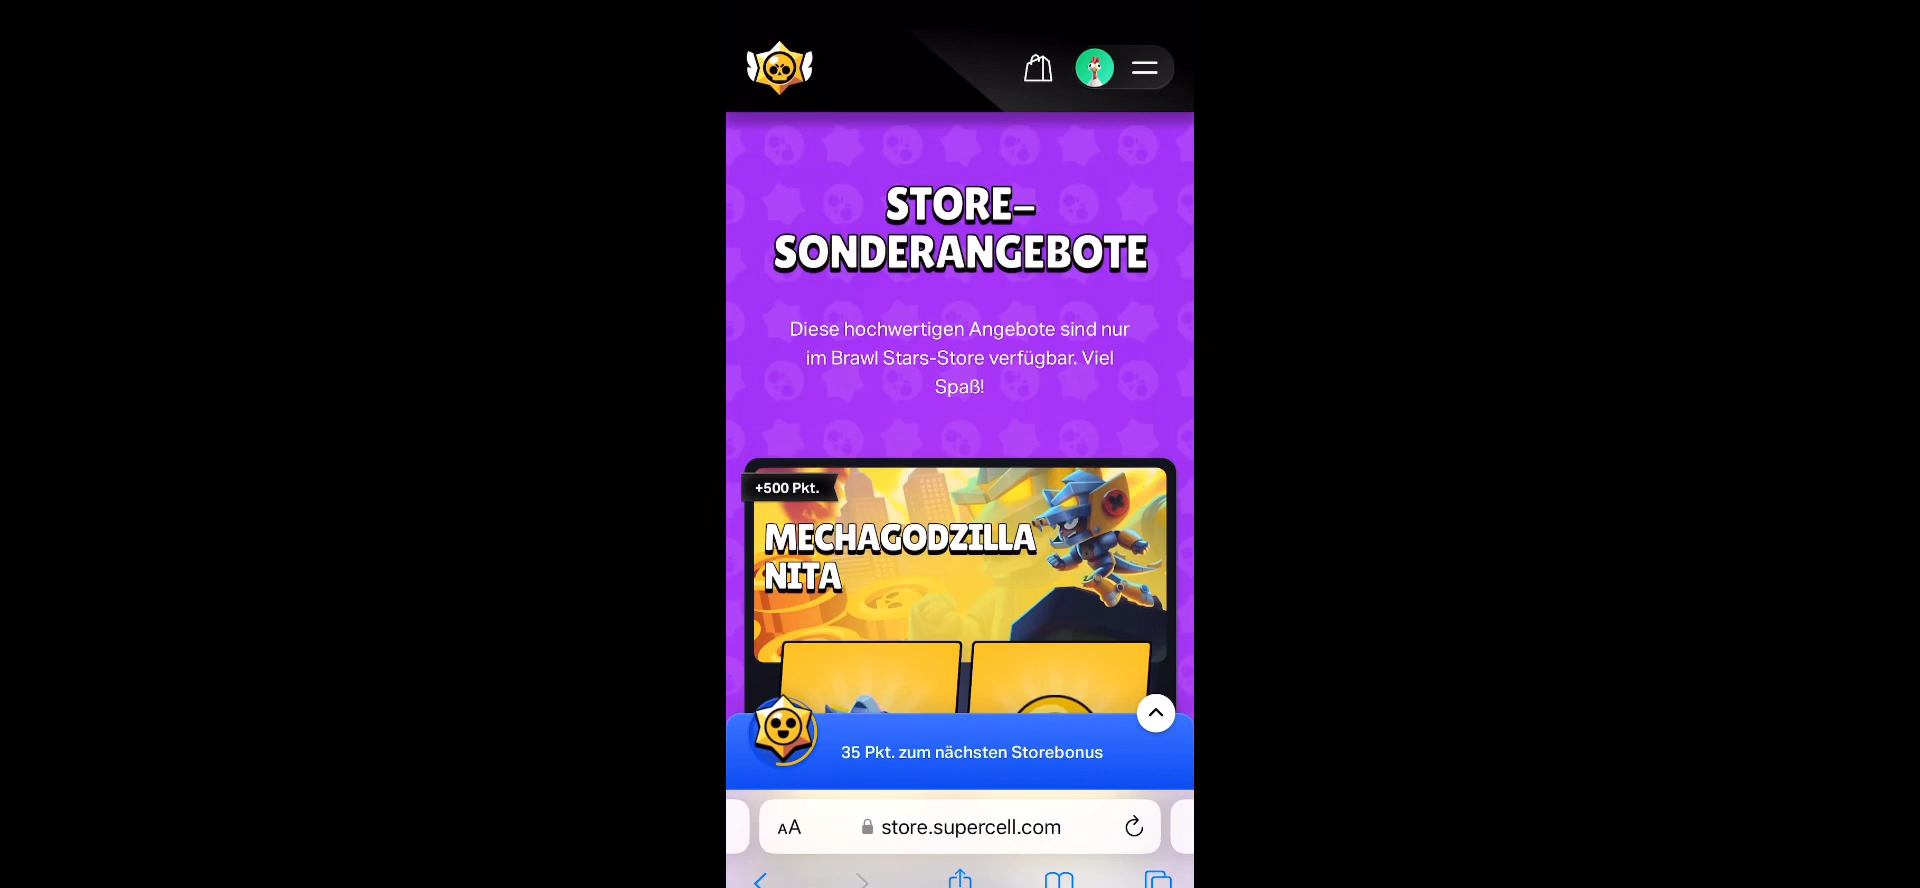 STORE-
SONDERANGEBOTE
Diese hochwertigen Angebote sind nur
im Brawl Stars-Store verfügbar. Viel
Spaß!
+500 Pkt.
MECHAGODZILLA
NITA
35 Pkt. zum nächsten Storebonus
AA store.supercell.com